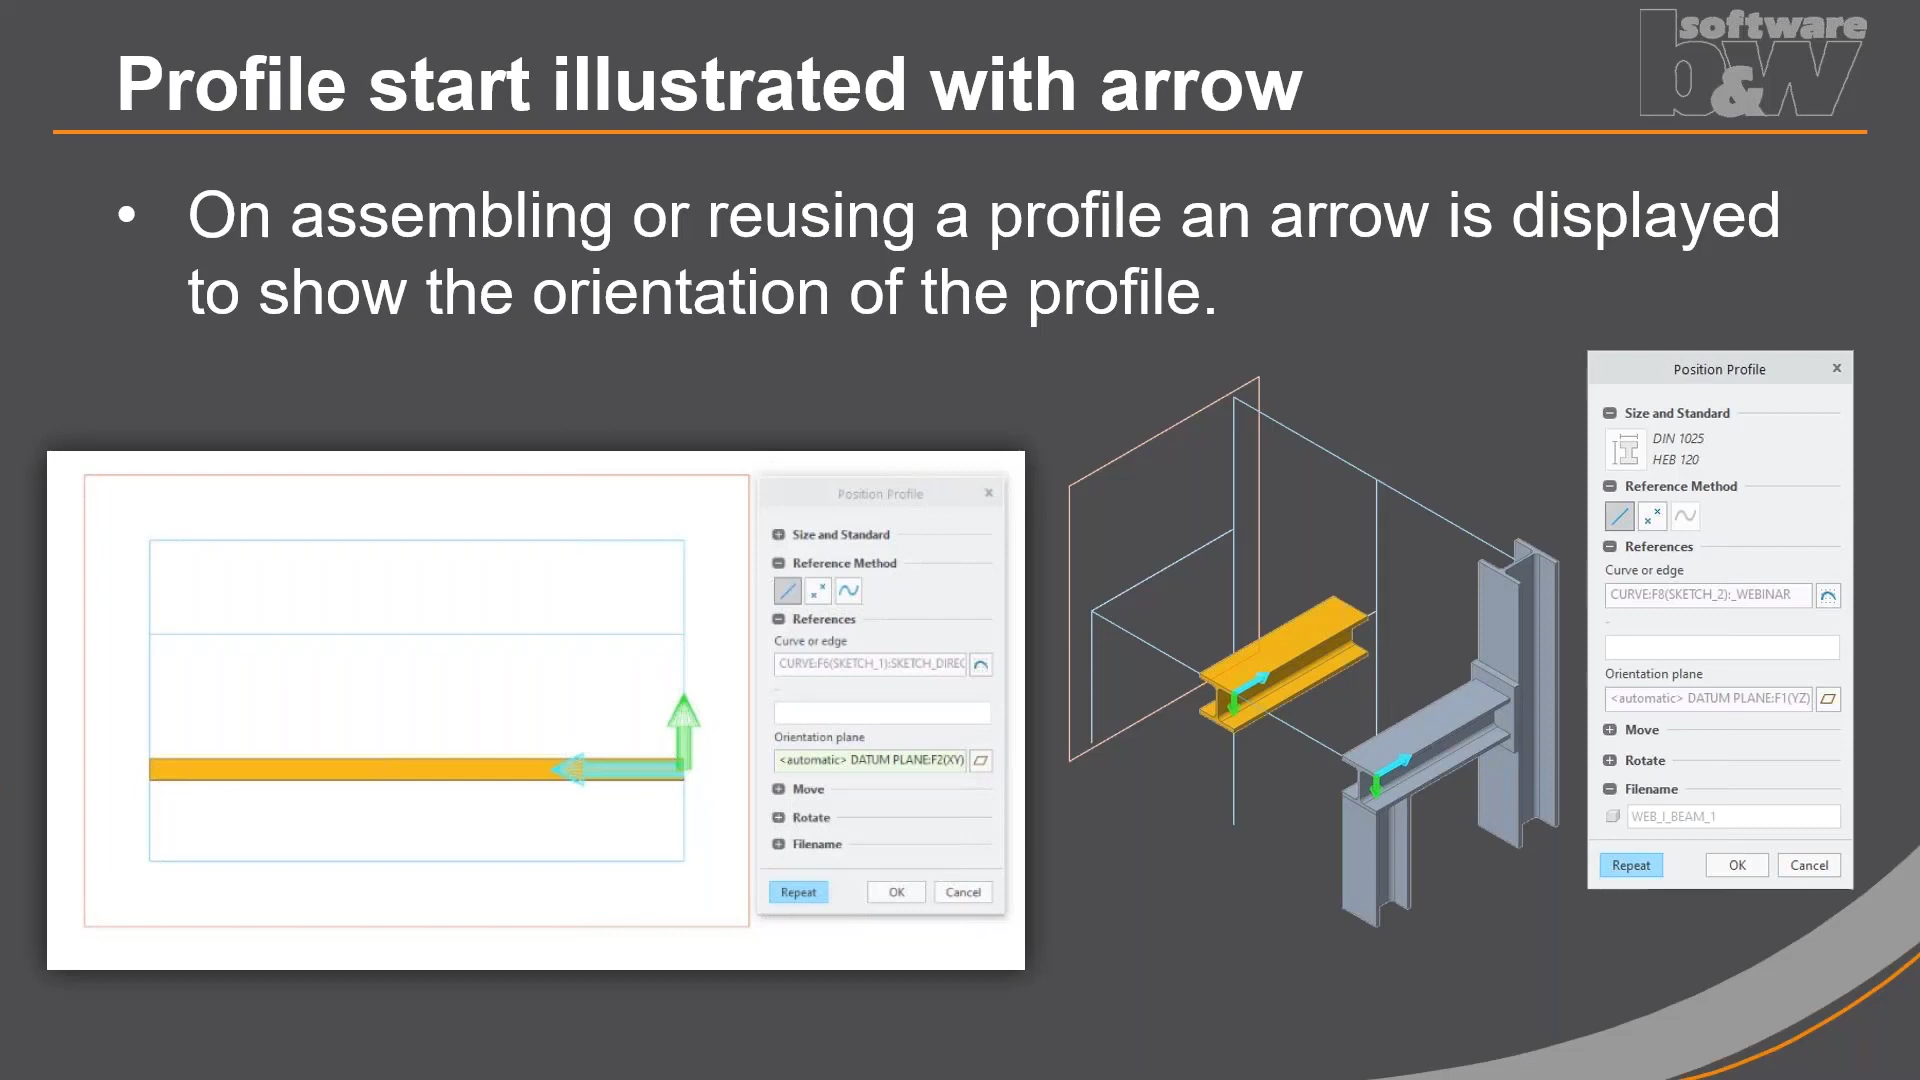 software
b&w
Profile start illustrated with arrow
• On assembling or reusing a profile an arrow is displayed
to show the orientation of the profile.
Position Profile
Size and Standard
Reference Method
References
Curve or edge
CURVE:F6(SKETCH_1):SKETCH_DIREC
Orientation plane
<automatic> DATUM PLANE:F2(XY)
Move
Rotate
Filename
Repeat OK Cancel
Position Profile
Size and Standard
DIN 1025
HEB 120
Reference Method
References
Curve or edge
CURVE:F8(SKETCH_2):_WEBINAR
Orientation plane
<automatic> DATUM PLANE:F1(YZ)
Move
Rotate
Filename
WEB_I_BEAM_1
Repeat OK Cancel